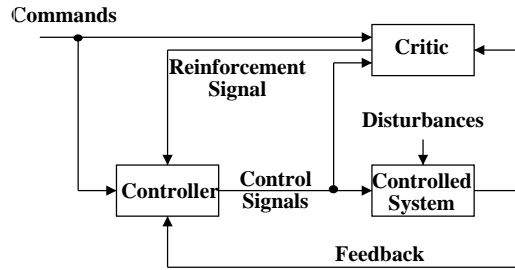 Commands
Critic
Reinforcement
Signal
Disturbances
Controller
Control
Signals
Controlled
System
Feedback